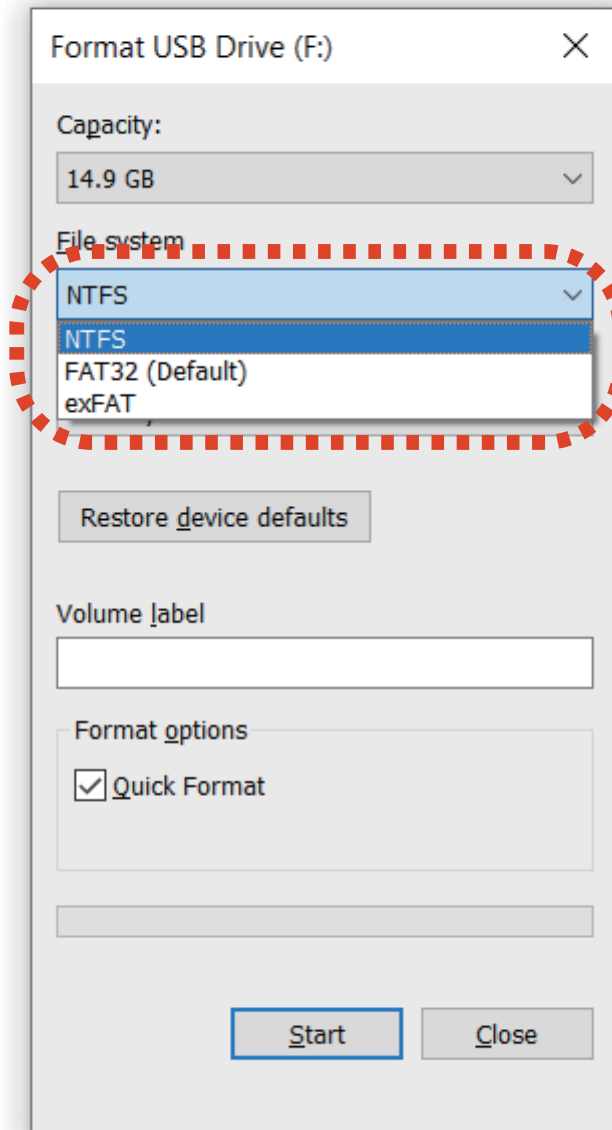 Format USB Drive (F:)
Capacity:
14.9 GB
File system
NTFS
NTFS
FAT32 (Default)
exFAT
Restore device defaults
Volume label
Format options
Quick Format
Start
Close